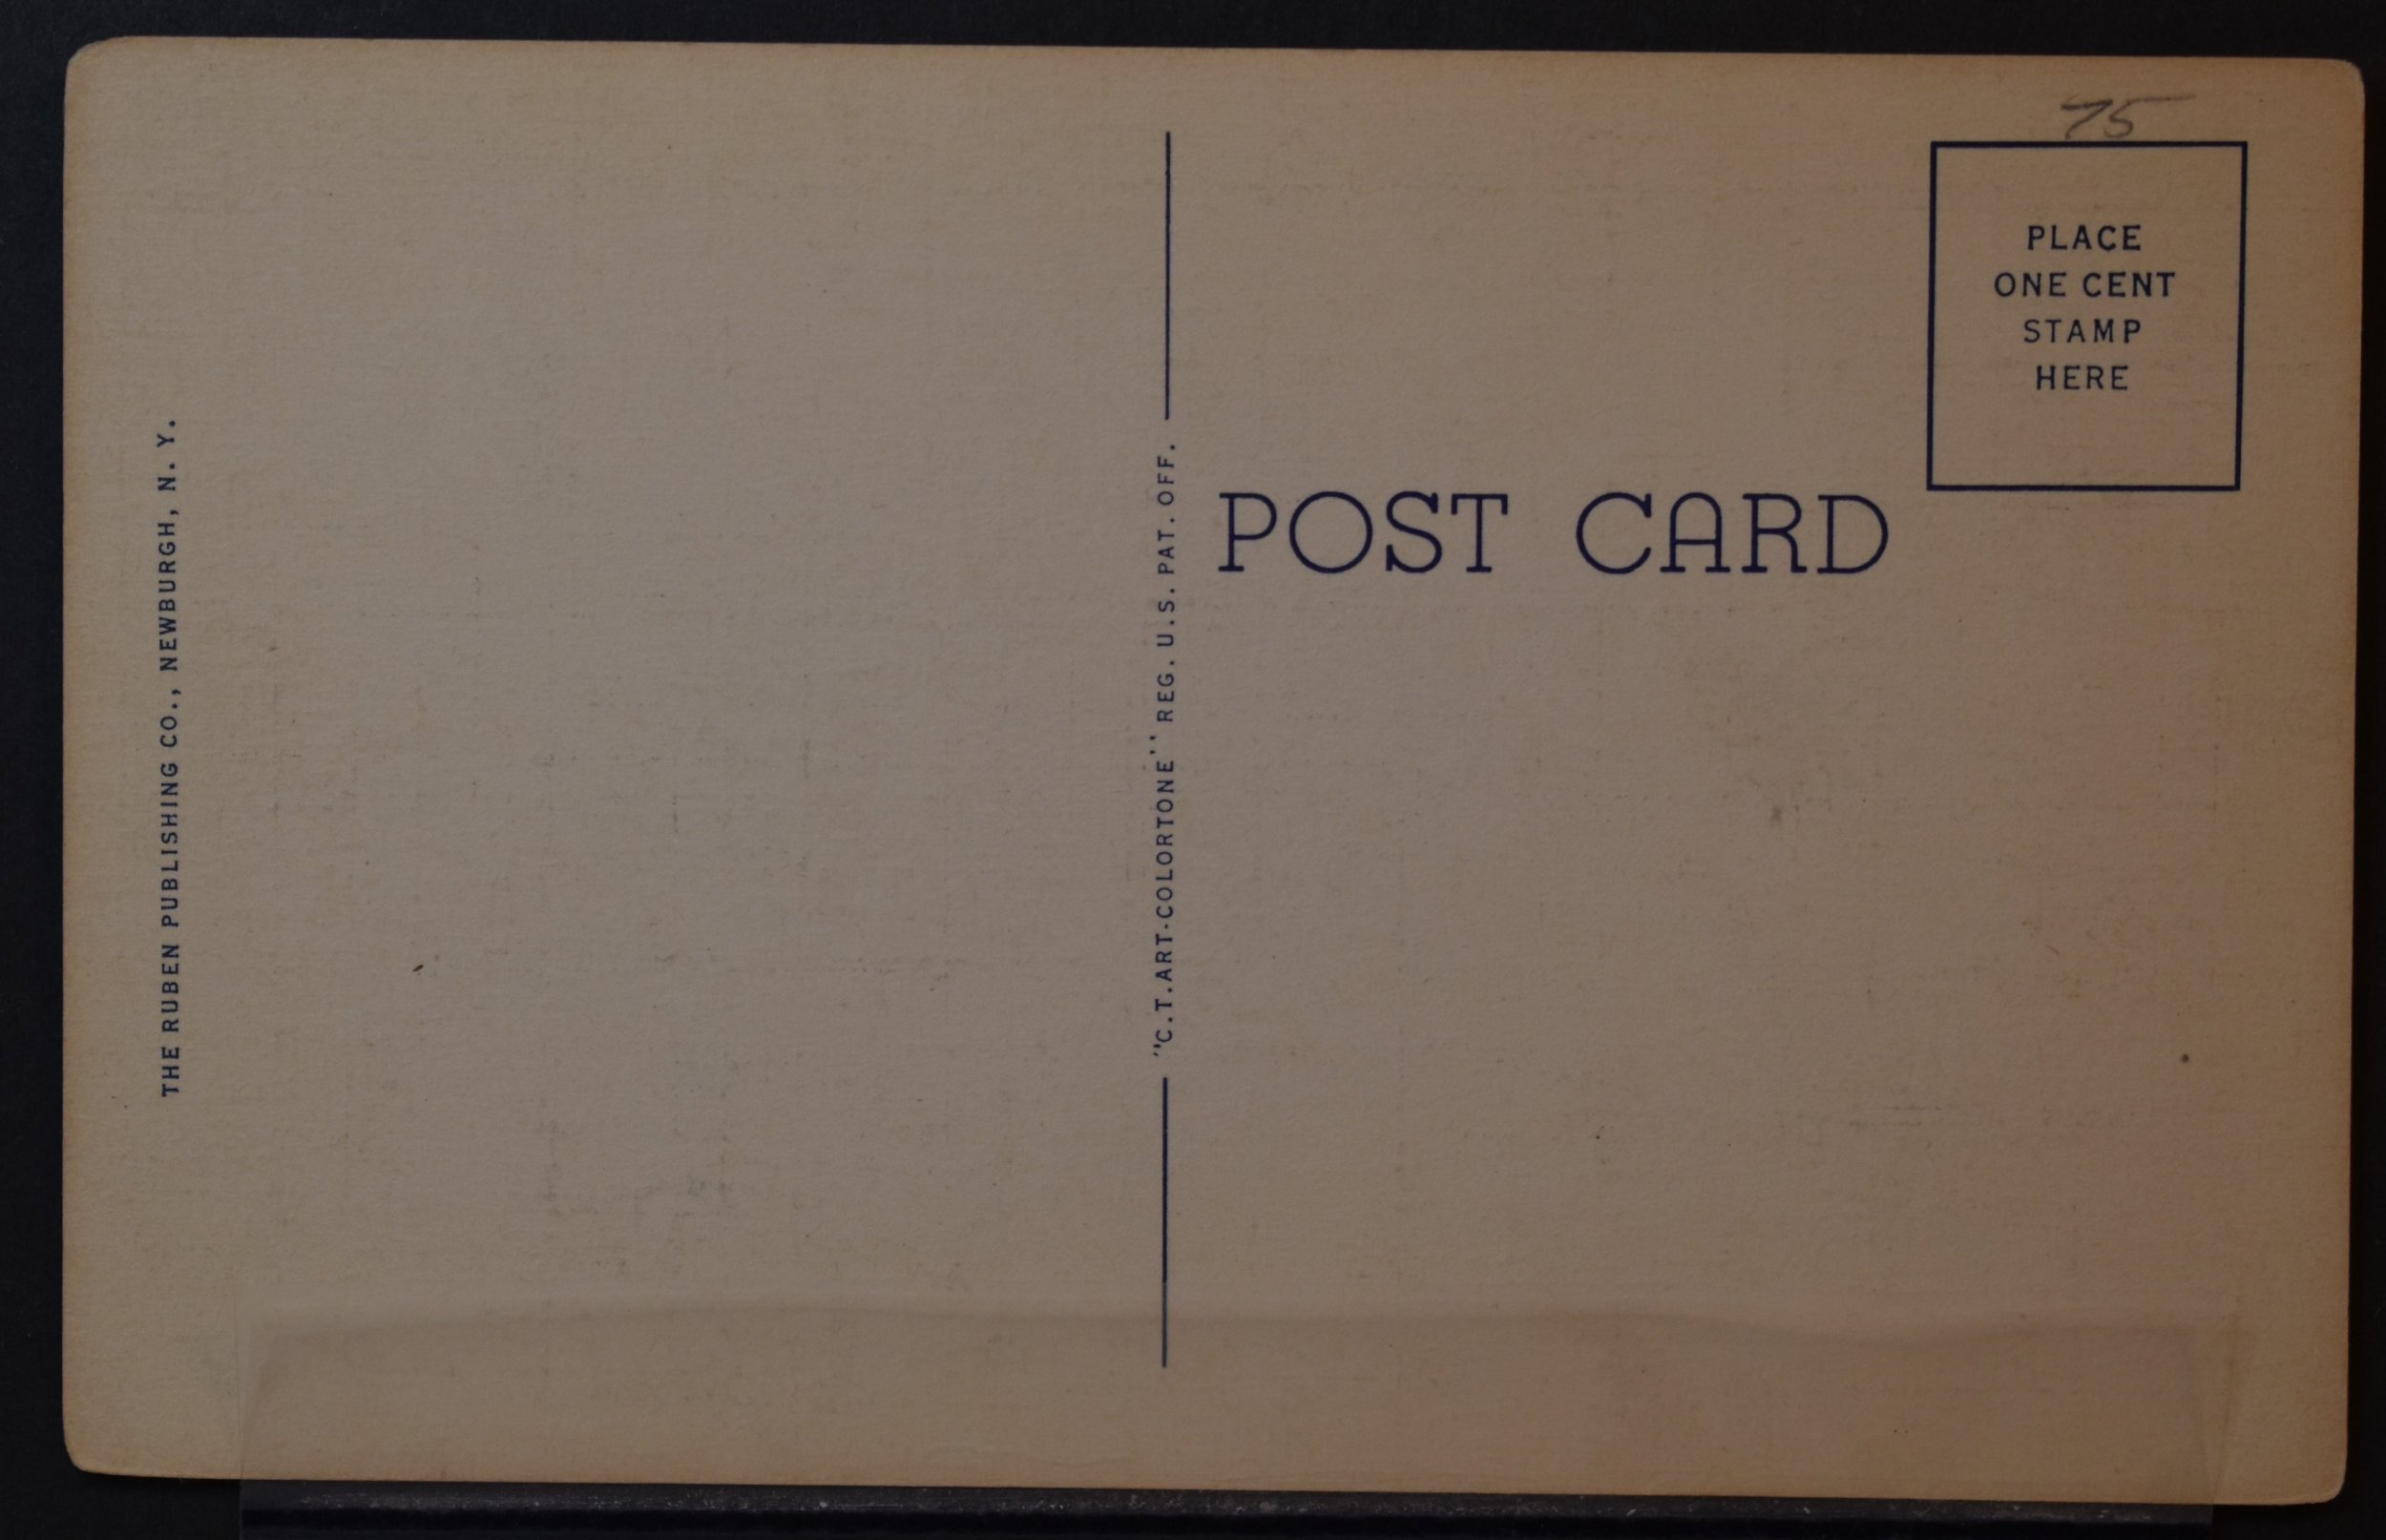 75
PLACE
ONE CENT
STAMP
HERE
POST CARD
THE RUBEN PUBLISHING CO., NEWBURGH, N. Y.
"C.T.ART-COLORTONE" REG. U.S. PAT. OFF.